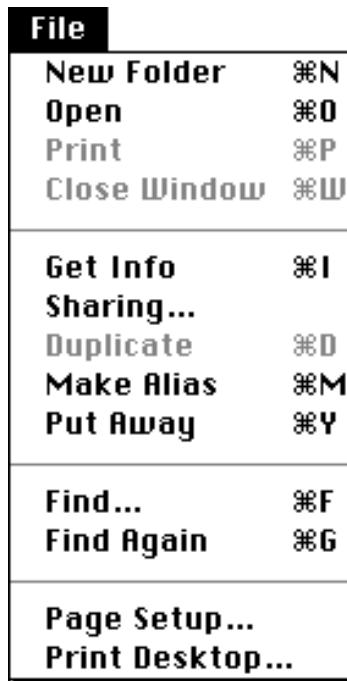 File
New Folder ⌘N
Open ⌘O
Print ⌘P
Close Window ⌘W
Get Info ⌘I
Sharing...
Duplicate ⌘D
Make Alias ⌘M
Put Away ⌘Y
Find... ⌘F
Find Again ⌘G
Page Setup...
Print Desktop...